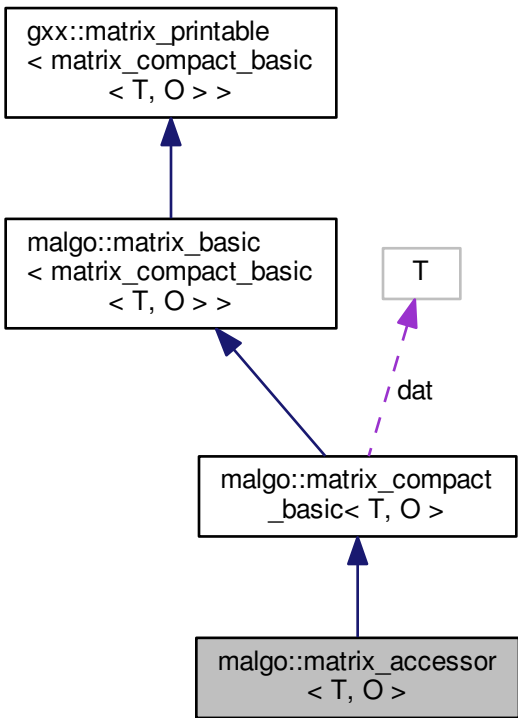 gxx::matrix_printable
< matrix_compact_basic
< T, O > >
malgo::matrix_basic
< matrix_compact_basic
< T, O > >
T
dat
malgo::matrix_compact
_basic< T, O >
malgo::matrix_accessor
< T, O >